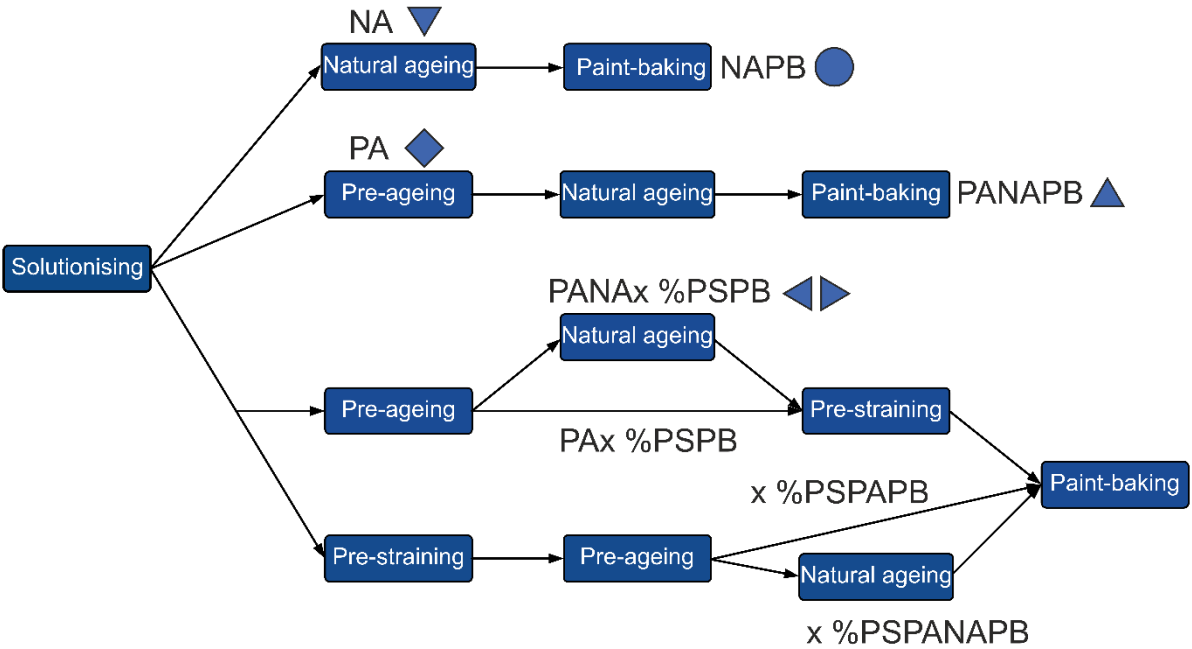 NA
Natural ageing
Paint-baking
NAPB
PA
Pre-ageing
Natural ageing
Paint-baking
PANAPB
Solutionising
PANAx %PSPB
Natural ageing
Pre-ageing
Pre-straining
PAx %PSPB
Paint-baking
x %PSPAPB
Pre-straining
Pre-ageing
Natural ageing
x %PSPANAPB